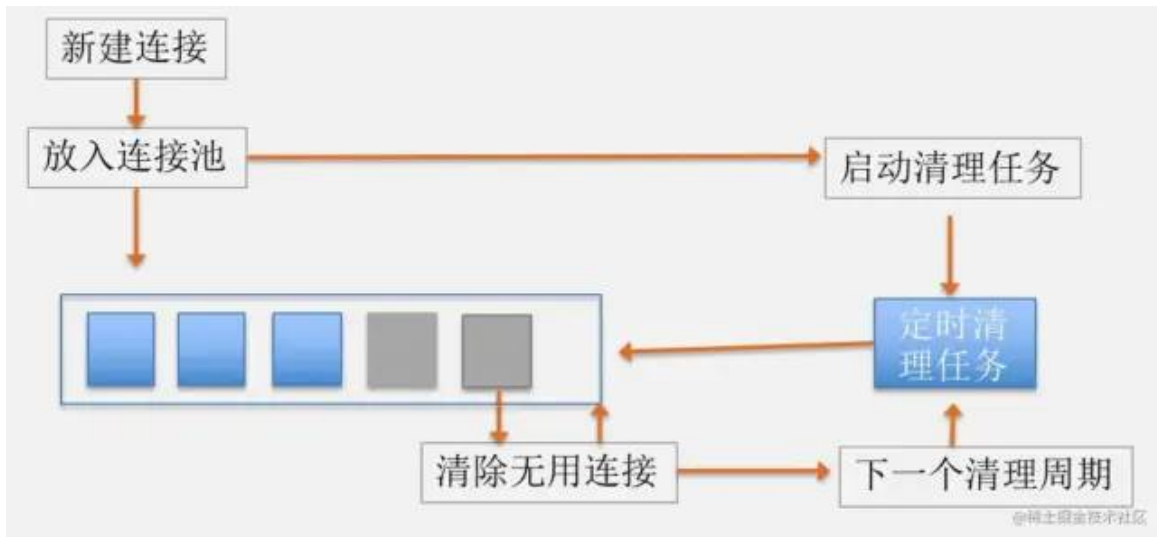 新建连接
放入连接池
启动清理任务
定时清
理任务
清除无用连接
下一个清理周期
@稀土掘金技术社区